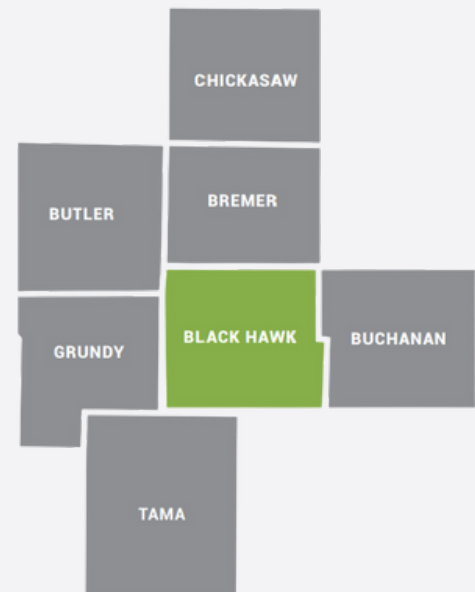 CHICKASAW
BUTLER
BREMER
GRUNDY
BLACK HAWK
BUCHANAN
TAMA